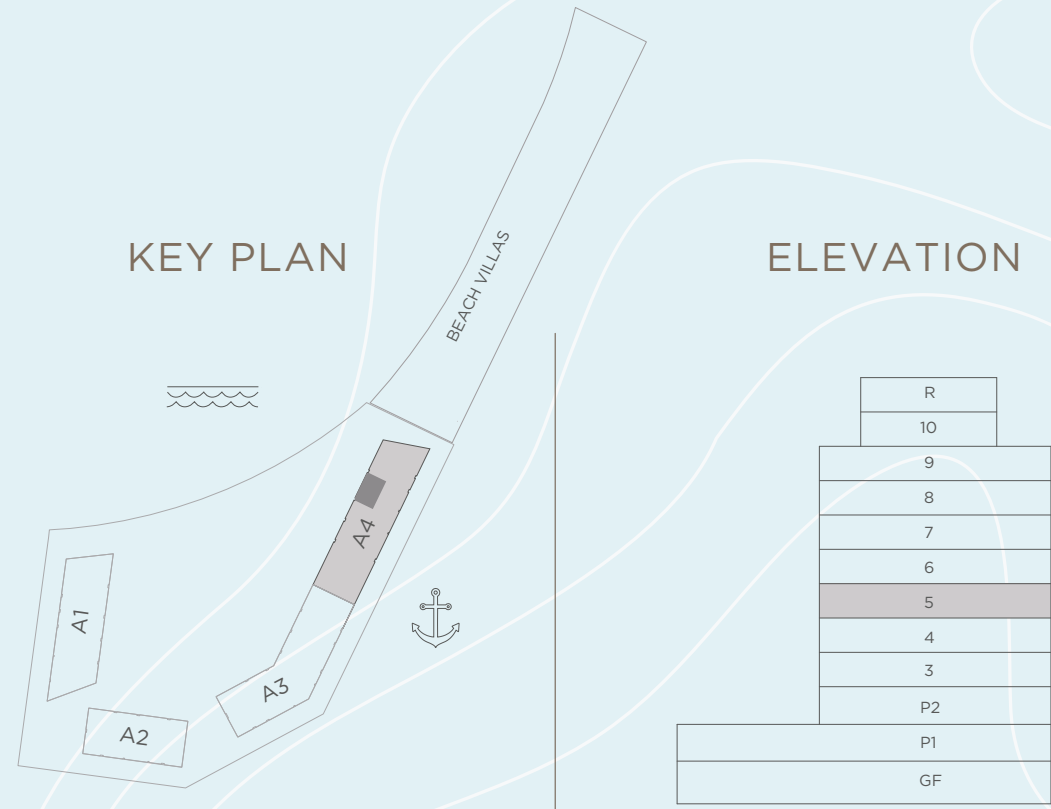 KEY PLAN
BEACH VILLAS
A4
A1
A3
A2
ELEVATION
R
10
9
8
7
6
5
4
3
P2
P1
GF